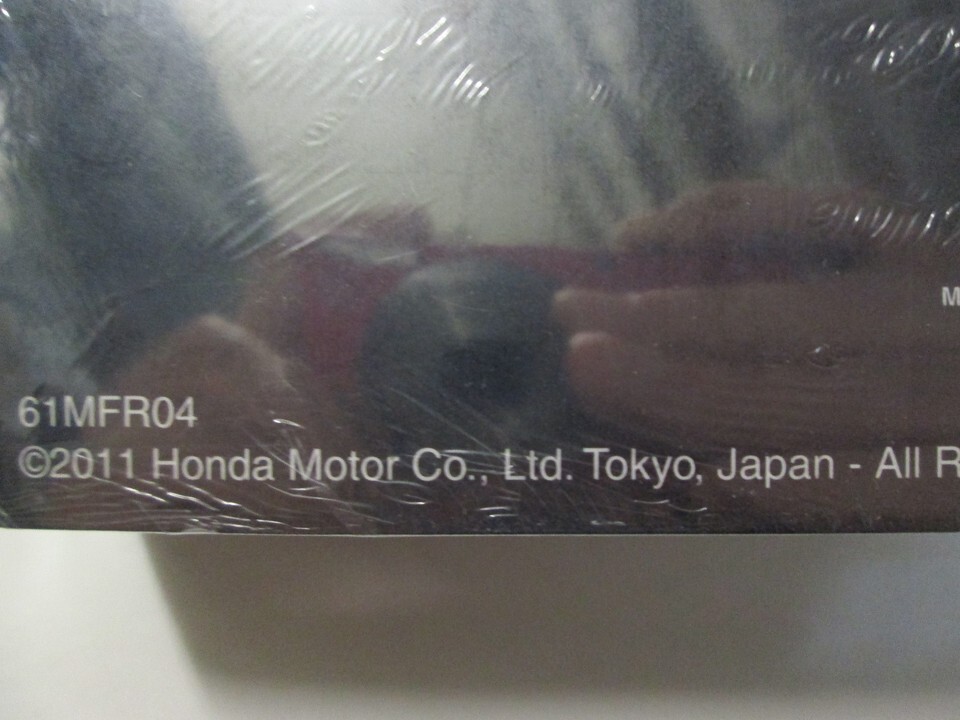 M
61MFR04
©2011 Honda Motor Co., Ltd. Tokyo, Japan - All R